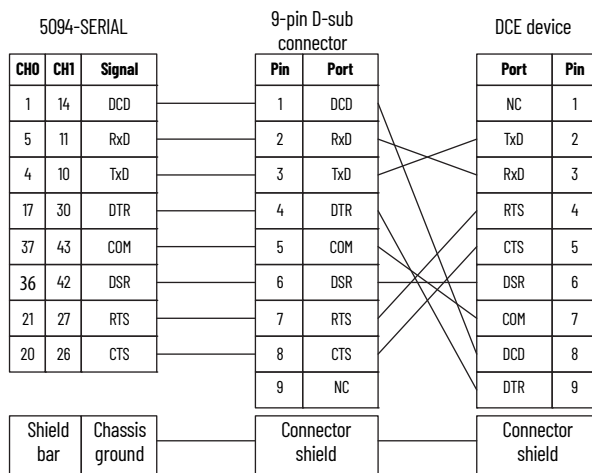 5094-SERIAL
9-pin D-sub
connector
DCE device
CH0 CH1 Signal
Pin Port
Port Pin
1 14 DCD
1 DCD
NC 1
5 11 RxD
2 RxD
TxD 2
4 10 TxD
3 TxD
RxD 3
17 30 DTR
4 DTR
RTS 4
37 43 COM
5 COM
CTS 5
36 42 DSR
6 DSR
DSR 6
21 27 RTS
7 RTS
COM 7
20 26 CTS
8 CTS
DCD 8
9 NC
DTR 9
Shield
bar
Chassis
ground
Connector
shield
Connector
shield